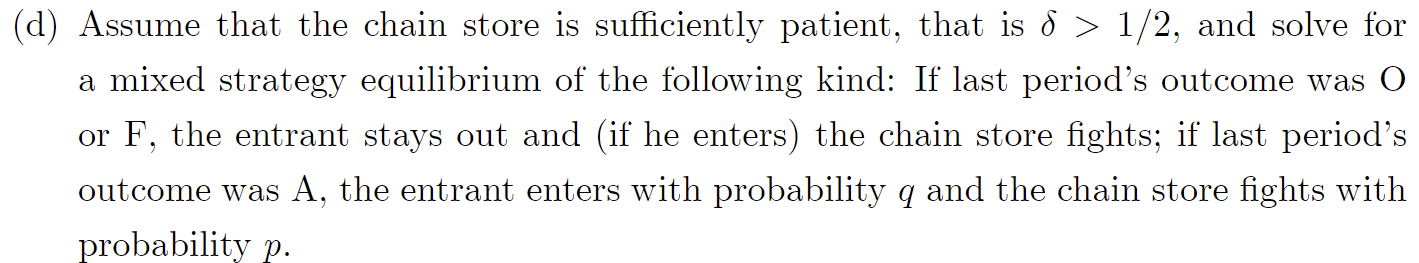 (d) Assume that the chain store is sufficiently patient, that is δ > 1/2, and solve for
a mixed strategy equilibrium of the following kind: If last period's outcome was O
or F, the entrant stays out and (if he enters) the chain store fights; if last period's
outcome was A, the entrant enters with probability q and the chain store fights with
probability p.